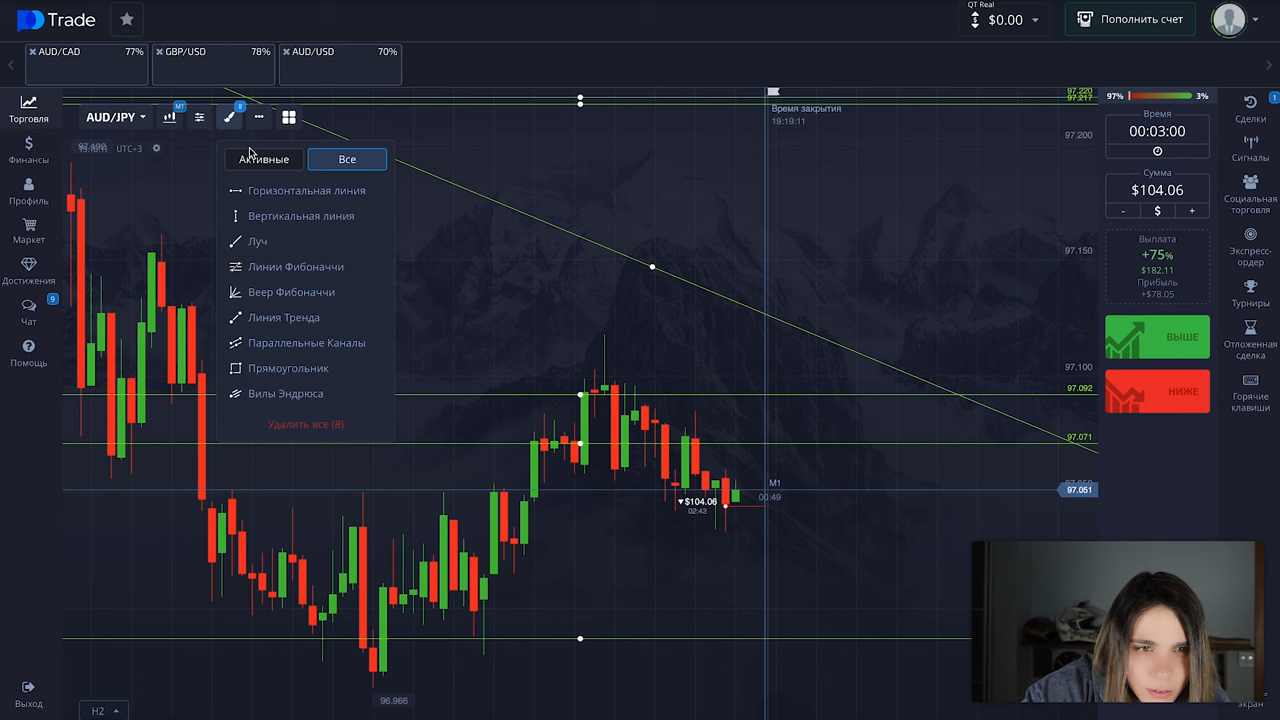 Trade
QT Real
$0.00
Пополнить счет
AUD/CAD 77%
GBP/USD 78%
AUD/USD 70%
Торговля
Финансы
Профиль
Маркет
Достижения
9
Чат
Помощь
Выход
AUD/JPY
M1
8
UTC+3
Активные
Все
Горизонтальная линия
Вертикальная линия
Луч
Линии Фибоначчи
Веер Фибоначчи
Линия Тренда
Параллельные Каналы
Прямоугольник
Вилы Эндрюса
Удалить все (8)
Время закрытия
19:19:11
97.220
97.217
97.200
97.150
97.100
97.092
97.071
97.051
M1
00:49
$104.06
02:43
96.966
H2
97%
3%
Время
00:03:00
Сумма
$104.06
-
$
+
Выплата
+75%
$182.11
Прибыль
+$78.05
ВЫШЕ
НИЖЕ
1
Сделки
Сигналы
Социальная
торговля
Экспресс-
ордер
Турниры
Отложенная
сделка
Горячие
клавиши
экран